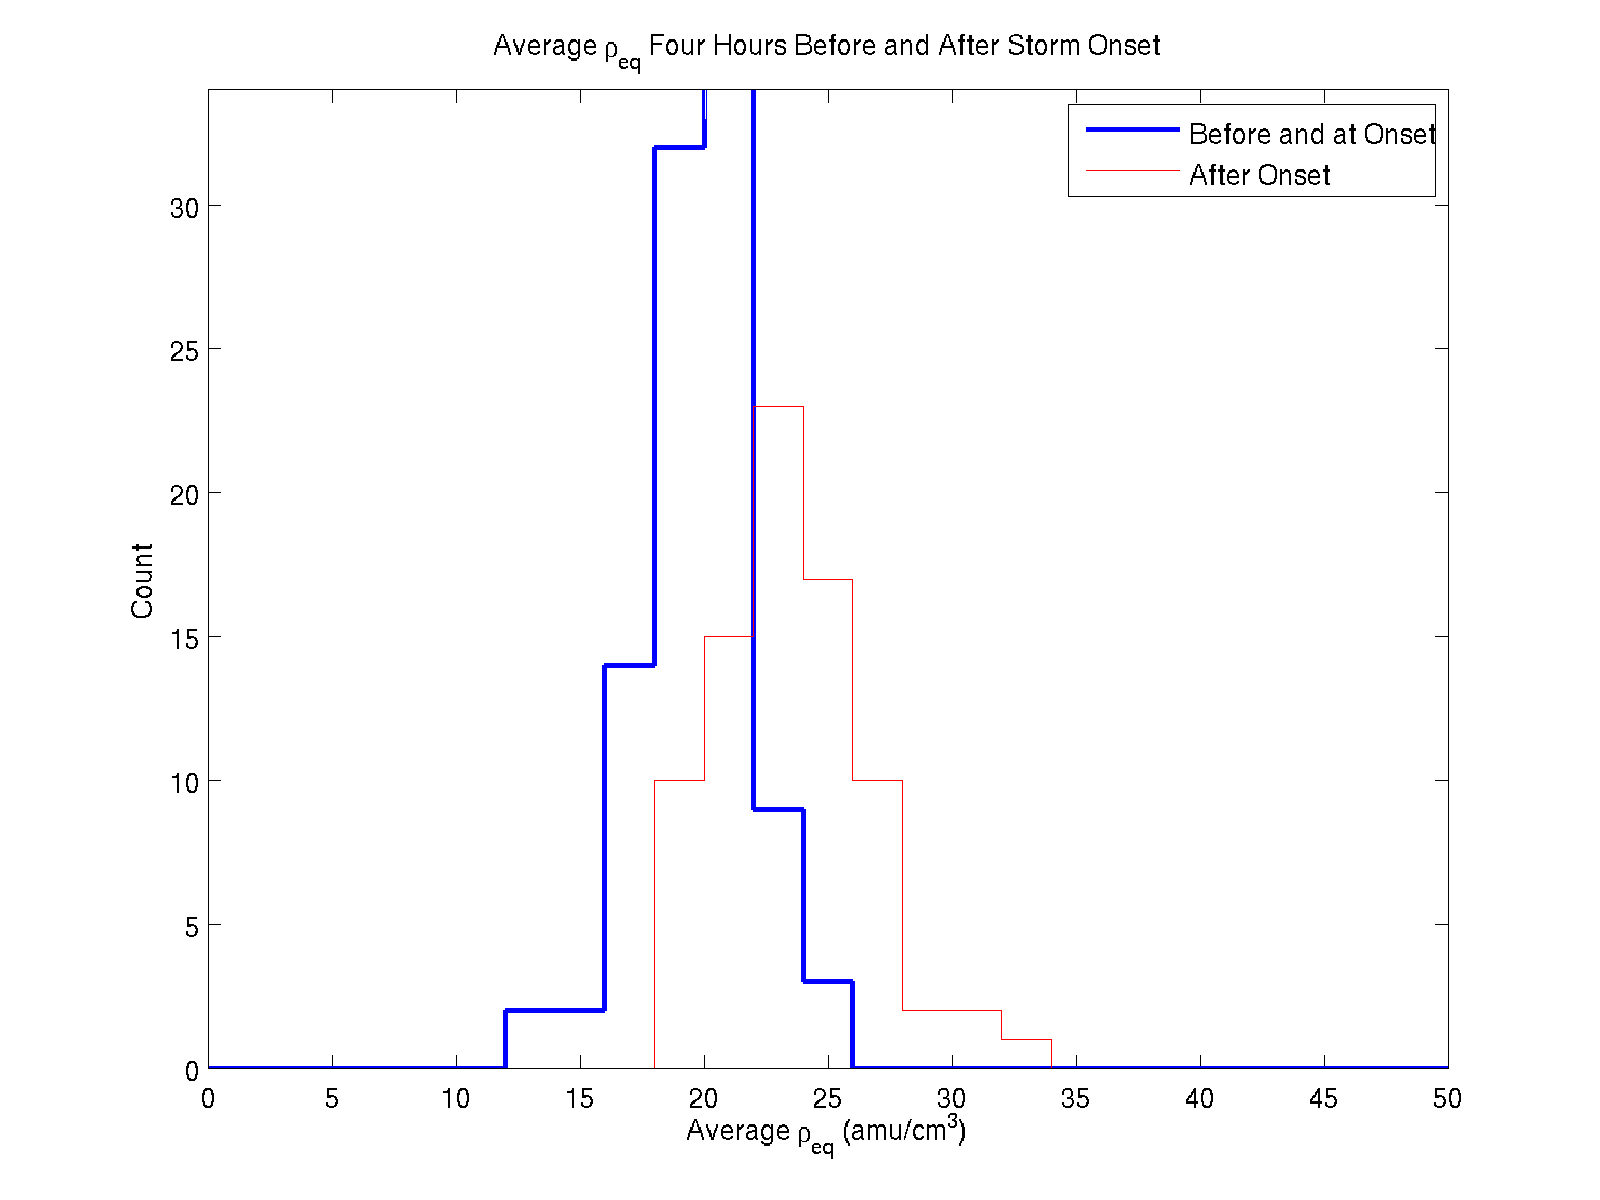 Average ρeq Four Hours Before and After Storm Onset
Before and at Onset
After Onset
30
25
20
15
10
5
0
Count
0 5 10 15 20 25 30 35 40 45 50
Average ρeq (amu/cm³)